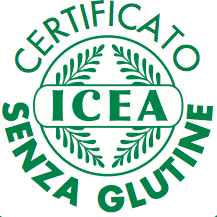 CERTIFICATO
ICEA
SENZA GLUTINE